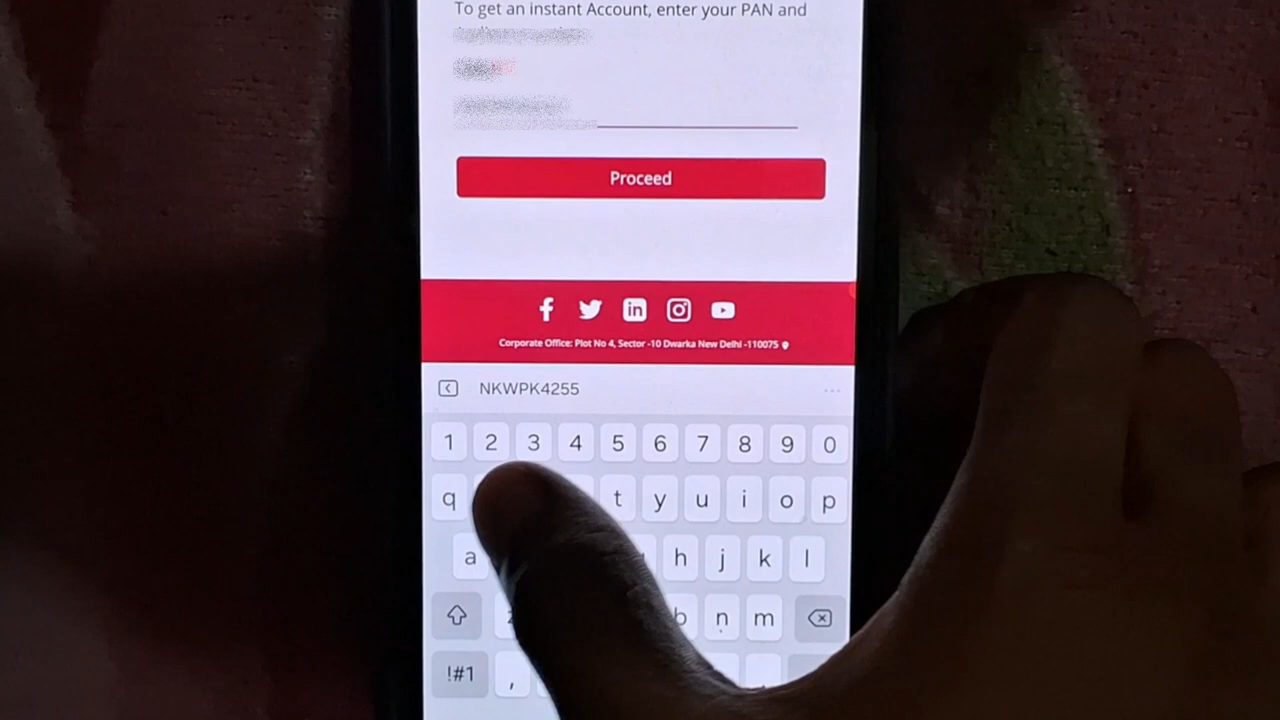 To get an instant Account, enter your PAN and
Proceed
Corporate Office: Plot No 4, Sector -10 Dwarka New Delhi -110075
NKWPK4255
1 2 3 4 5 6 7 8 9 0
q t y u i o p
a h j k l
b n m
!#1 ,